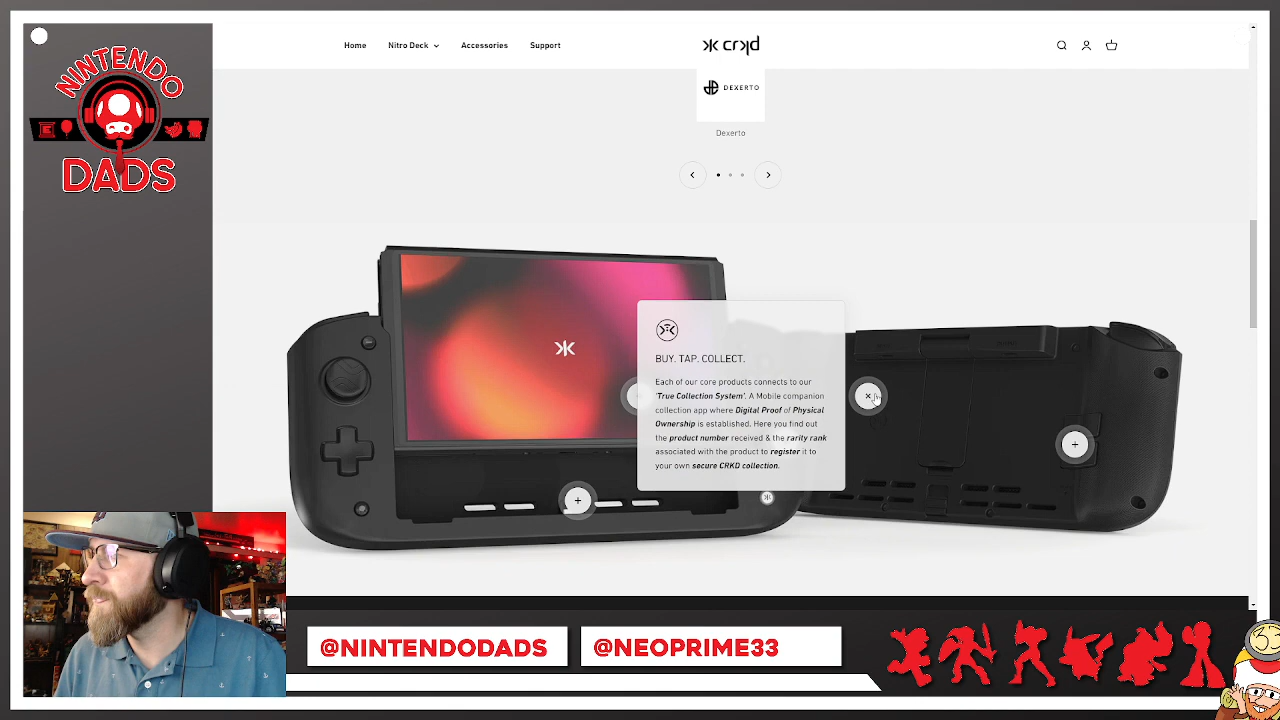 NINTENDO
DADS
Home
Nitro Deck
Accessories
Support
crkd
DEXERTO
Dexerto
BUY. TAP. COLLECT.
Each of our core products connects to our
'True Collection System'. A Mobile companion
collection app where Digital Proof of Physical
Ownership is established. Here you find out
the product number received & the rarity rank
associated with the product to register it to
your own secure CRKD collection.
@NINTENDODADS
@NEOPRIME33